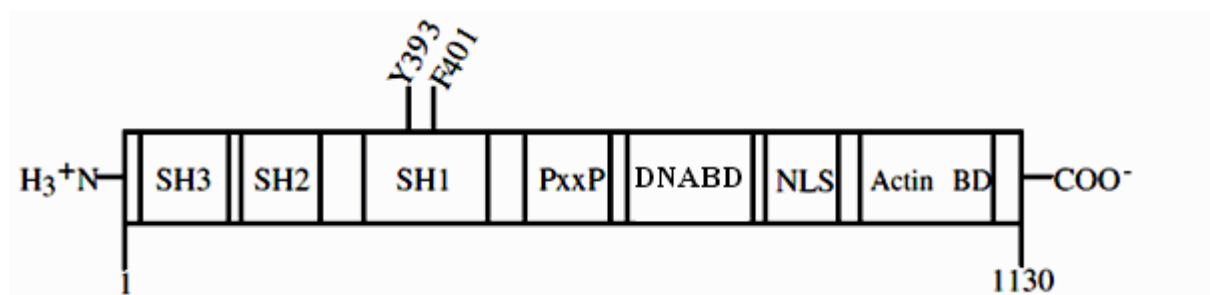 Y393
F401
H₃⁺N
SH3
SH2
SH1
PxxP
DNABD
NLS
Actin BD
COO⁻
1
1130